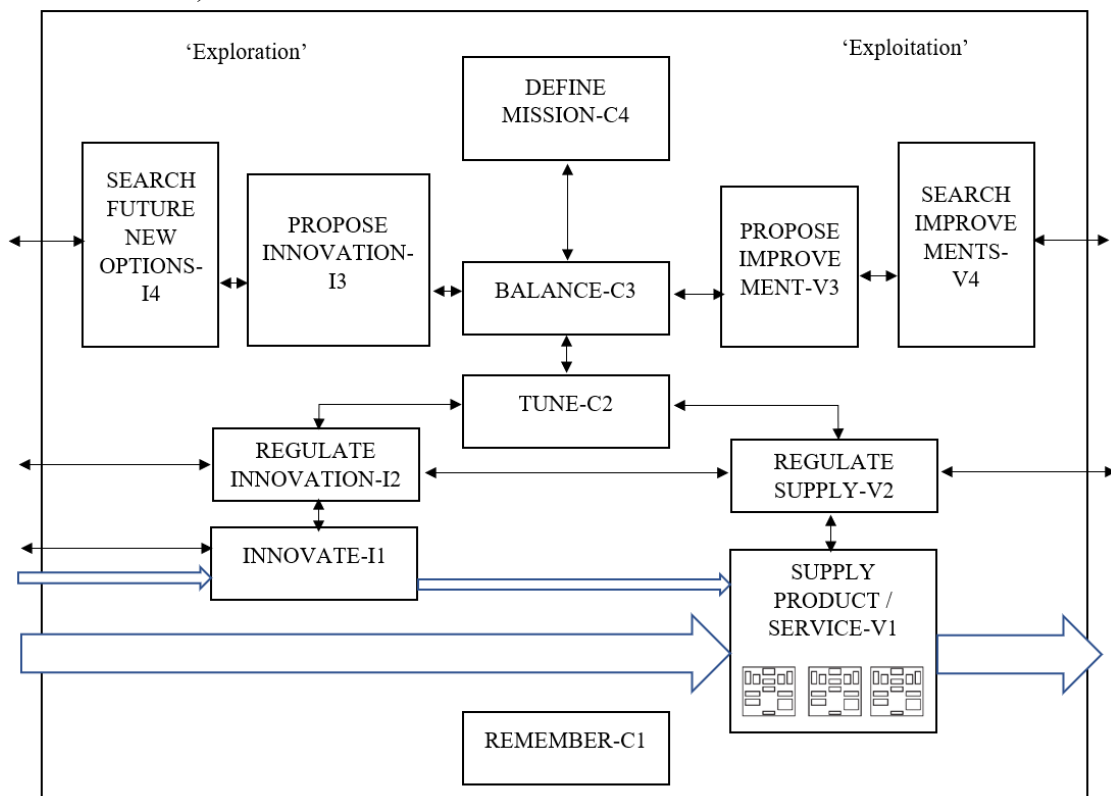 ‘Exploration’
‘Exploitation’
DEFINE
MISSION-C4
SEARCH
FUTURE
NEW
OPTIONS-
I4
PROPOSE
INNOVATION-
I3
BALANCE-C3
PROPOSE
IMPROVE
MENT-V3
SEARCH
IMPROVE
MENTS-
V4
TUNE-C2
REGULATE
INNOVATION-I2
REGULATE
SUPPLY-V2
INNOVATE-I1
SUPPLY
PRODUCT /
SERVICE-V1
REMEMBER-C1